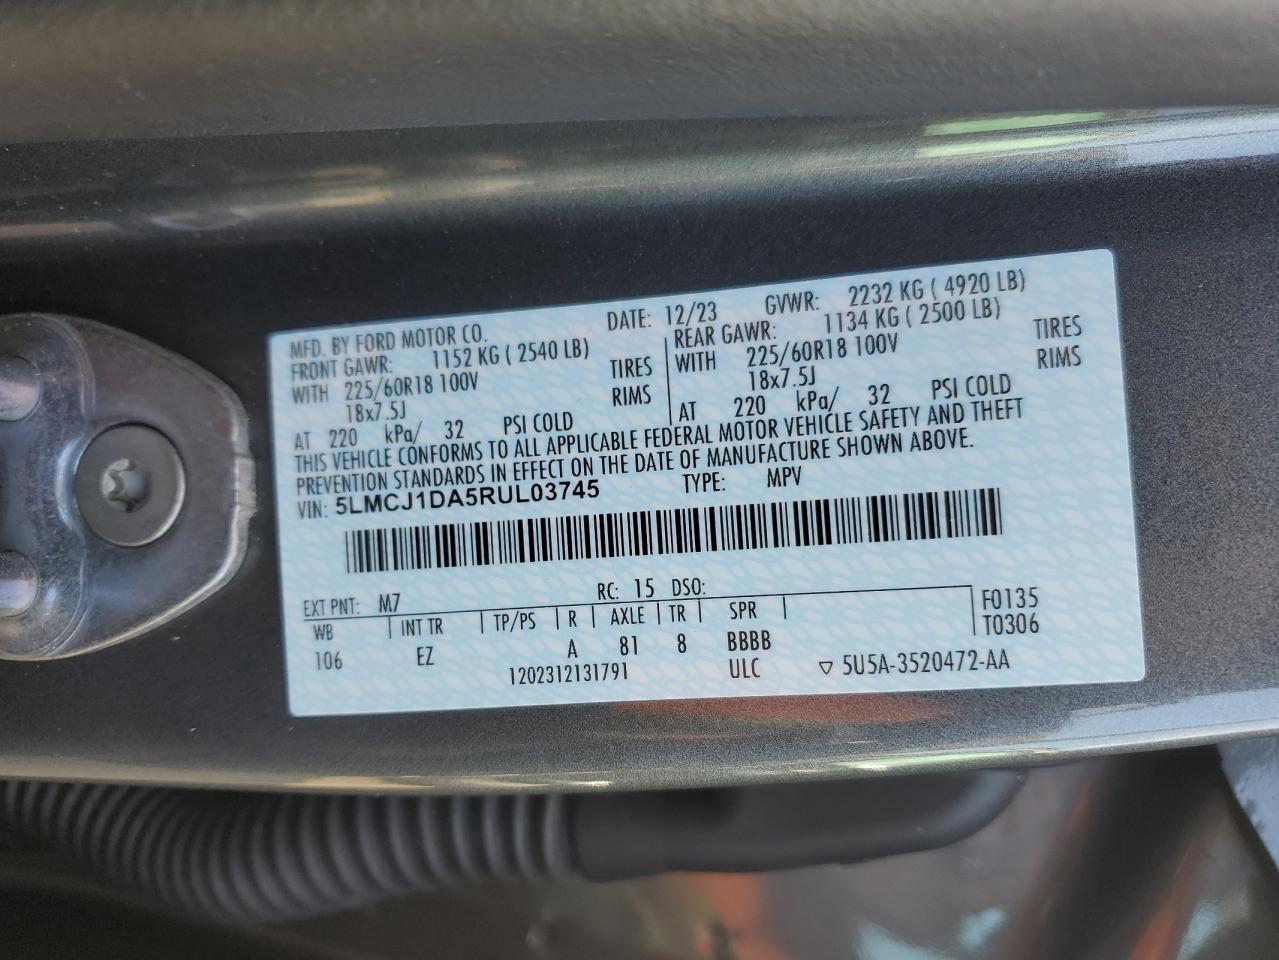 MFD. BY FORD MOTOR CO. DATE: 12/23 GVWR: 2232 KG ( 4920 LB)
FRONT GAWR: 1152 KG ( 2540 LB) REAR GAWR: 1134 KG ( 2500 LB)
WITH 225/60R18 100V TIRES WITH 225/60R18 100V TIRES
18x7.5J RIMS 18x7.5J RIMS
AT 220 kPa/ 32 PSI COLD AT 220 kPa/ 32 PSI COLD
THIS VEHICLE CONFORMS TO ALL APPLICABLE FEDERAL MOTOR VEHICLE SAFETY AND THEFT
PREVENTION STANDARDS IN EFFECT ON THE DATE OF MANUFACTURE SHOWN ABOVE.
VIN: 5LMCJ1DA5RUL03745 TYPE: MPV
EXT PNT: M7 RC: 15 DSO:
WB INT TR TP/PS R AXLE TR SPR F0135
106 EZ A 81 8 BBBB T0306
1202312131791 ULC ▽ 5U5A-3520472-AA